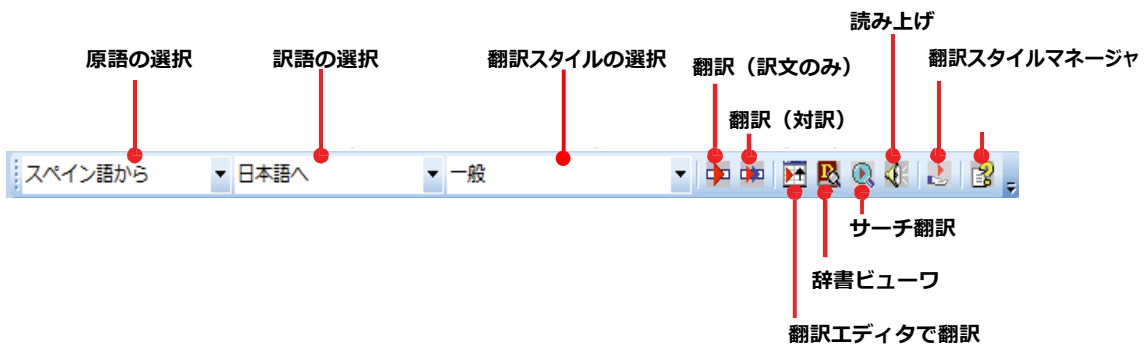 読み上げ
原語の選択
訳語の選択
翻訳スタイルの選択
翻訳（訳文のみ）
翻訳スタイルマネージャ
翻訳（対訳）
スペイン語から
日本語へ
一般
サーチ翻訳
辞書ビューワ
翻訳エディタで翻訳